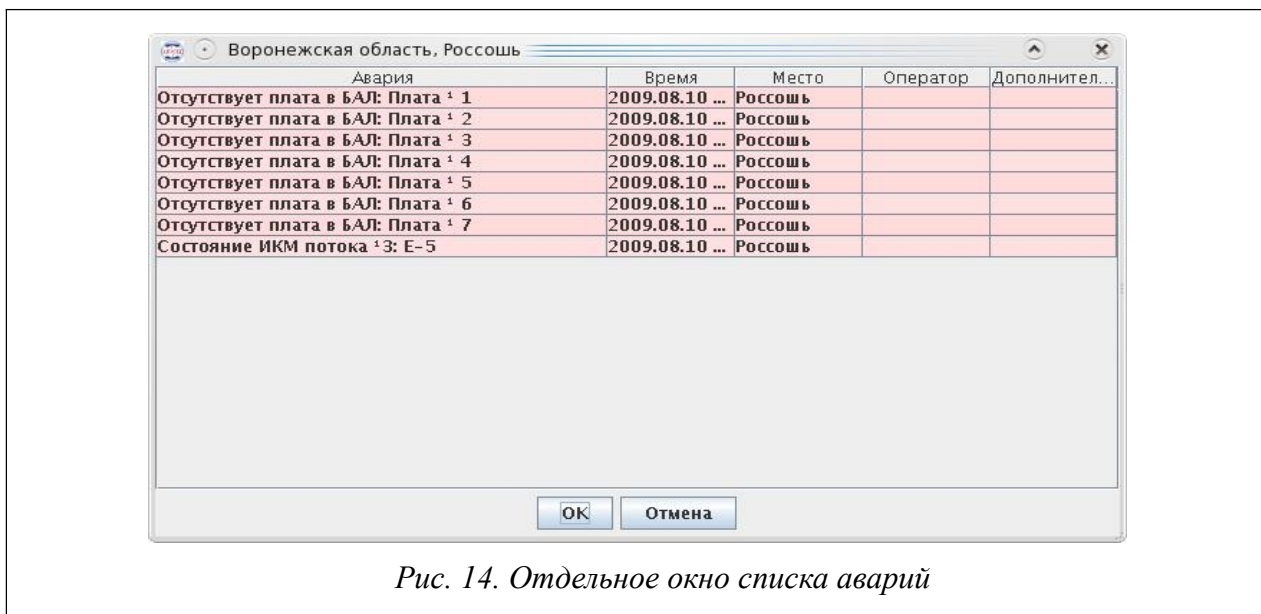 Воронежская область, Россошь
Авария Время Место Оператор Дополнител...
Отсутствует плата в БАЛ: Плата ¹ 1 2009.08.10 ... Россошь
Отсутствует плата в БАЛ: Плата ¹ 2 2009.08.10 ... Россошь
Отсутствует плата в БАЛ: Плата ¹ 3 2009.08.10 ... Россошь
Отсутствует плата в БАЛ: Плата ¹ 4 2009.08.10 ... Россошь
Отсутствует плата в БАЛ: Плата ¹ 5 2009.08.10 ... Россошь
Отсутствует плата в БАЛ: Плата ¹ 6 2009.08.10 ... Россошь
Отсутствует плата в БАЛ: Плата ¹ 7 2009.08.10 ... Россошь
Состояние ИКМ потока ¹3: E-5 2009.08.10 ... Россошь
OK Отмена
Рис. 14. Отдельное окно списка аварий